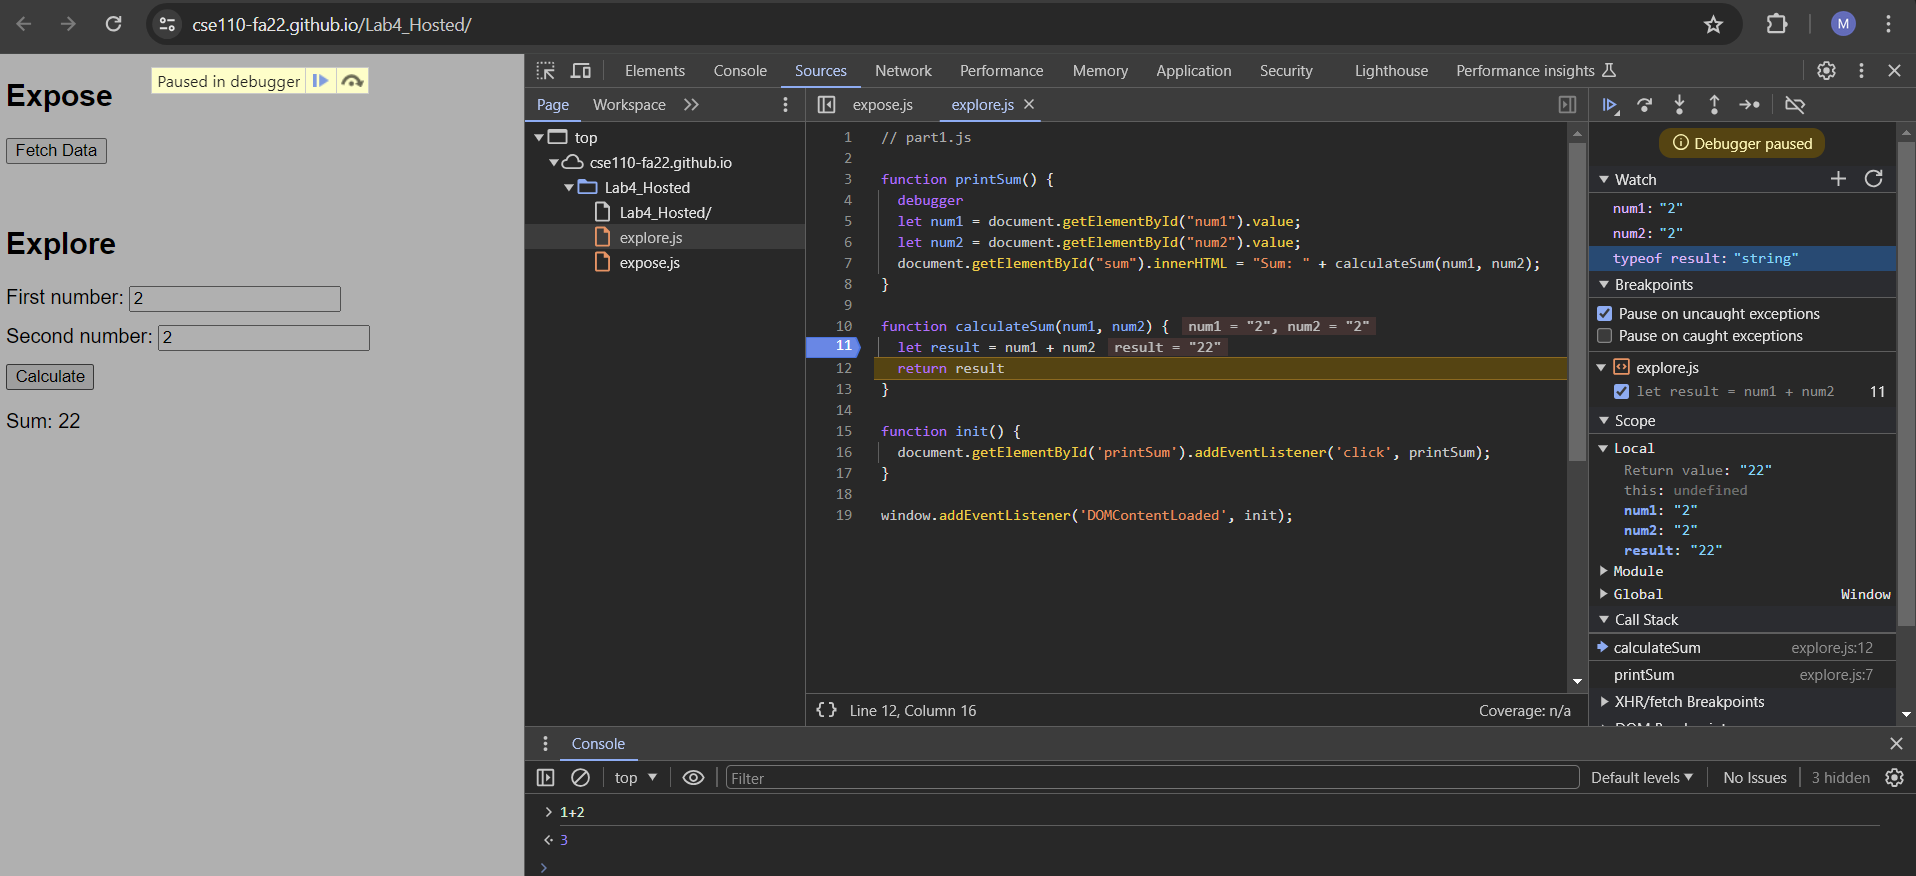 cse110-fa22.github.io/Lab4_Hosted/
M
Expose
Paused in debugger
Fetch Data
Explore
First number: 2
Second number: 2
Calculate
Sum: 22
Elements Console Sources Network Performance Memory Application Security Lighthouse Performance insights
Page Workspace
top
cse110-fa22.github.io
Lab4_Hosted
Lab4_Hosted/
explore.js
expose.js
expose.js explore.js
1 // part1.js
2
3 function printSum() {
4 debugger
5 let num1 = document.getElementById("num1").value;
6 let num2 = document.getElementById("num2").value;
7 document.getElementById("sum").innerHTML = "Sum: " + calculateSum(num1, num2);
8 }
9
10 function calculateSum(num1, num2) { num1 = "2", num2 = "2"
11 let result = num1 + num2 result = "22"
12 return result
13 }
14
15 function init() {
16 document.getElementById('printSum').addEventListener('click', printSum);
17 }
18
19 window.addEventListener('DOMContentLoaded', init);
{} Line 12, Column 16 Coverage: n/a
Debugger paused
Watch
num1: "2"
num2: "2"
typeof result: "string"
Breakpoints
Pause on uncaught exceptions
Pause on caught exceptions
explore.js
let result = num1 + num2 11
Scope
Local
Return value: "22"
this: undefined
num1: "2"
num2: "2"
result: "22"
Module
Global Window
Call Stack
calculateSum explore.js:12
printSum explore.js:7
XHR/fetch Breakpoints
Console
top Filter Default levels No Issues 3 hidden
1+2
3